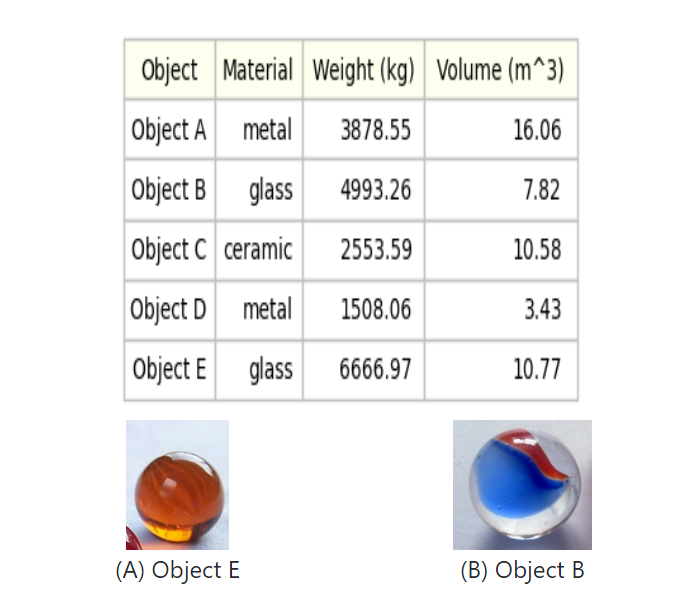 Object Material Weight (kg) Volume (m^3)
Object A metal 3878.55 16.06
Object B glass 4993.26 7.82
Object C ceramic 2553.59 10.58
Object D metal 1508.06 3.43
Object E glass 6666.97 10.77
(A) Object E (B) Object B